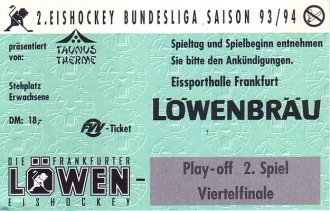 2.EISHOCKEY BUNDESLIGA SAISON 93/94
präsentiert von:
TAUNUS THERME
Spieltag und Spielbeginn entnehmen
Sie bitte den Ankündigungen.
Eissporthalle Frankfurt
Stehplatz
Erwachsene
LÖWENBRÄU
DM: 18,-
FVV-Ticket
DIE FRANKFURTER
LÖWEN-
EISHOCKEY
Play-off 2. Spiel
Viertelfinale